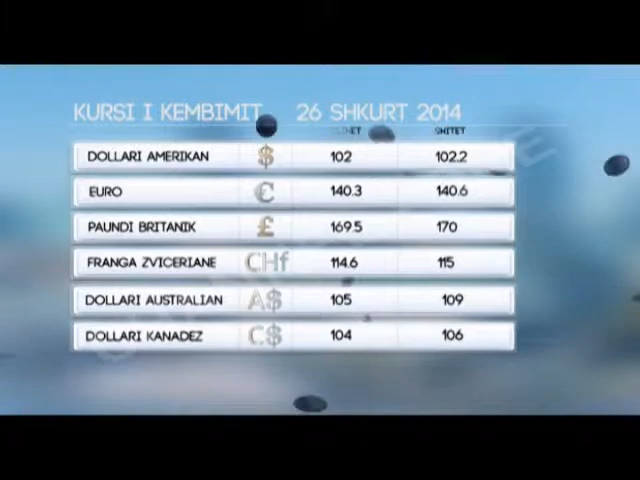 KURSI I KEMBIMIT 26 SHKURT 2014
SHITET
DOLLARI AMERIKAN $ 102 102.2
EURO € 140.3 140.6
PAUNDI BRITANIK £ 169.5 170
FRANGA ZVICERIANE CHf 114.6 115
DOLLARI AUSTRALIAN A$ 105 109
DOLLARI KANADEZ C$ 104 106